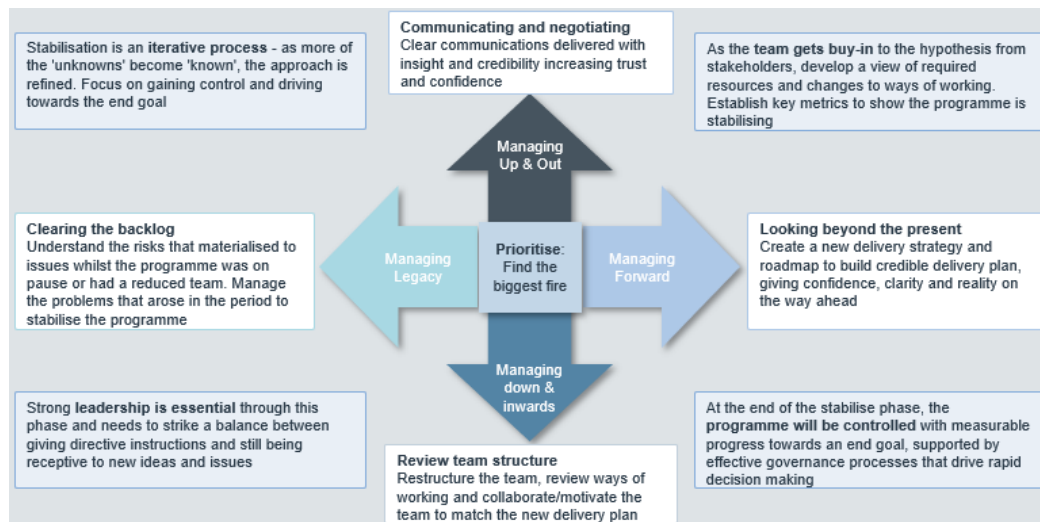 Communicating and negotiating
Clear communications delivered with
insight and credibility increasing trust
and confidence
Stabilisation is an iterative process - as more of
the 'unknowns' become 'known', the approach is
refined. Focus on gaining control and driving
towards the end goal
As the team gets buy-in to the hypothesis from
stakeholders, develop a view of required
resources and changes to ways of working.
Establish key metrics to show the programme is
stabilising
Managing
Up & Out
Clearing the backlog
Understand the risks that materialised to
issues whilst the programme was on
pause or had a reduced team. Manage
the problems that arose in the period to
stabilise the programme
Managing
Legacy
Prioritise:
Find the
biggest fire
Managing
Forward
Looking beyond the present
Create a new delivery strategy and
roadmap to build credible delivery plan,
giving confidence, clarity and reality on
the way ahead
Managing
down &
inwards
Strong leadership is essential through this
phase and needs to strike a balance between
giving directive instructions and still being
receptive to new ideas and issues
At the end of the stabilise phase, the
programme will be controlled with measurable
progress towards an end goal, supported by
effective governance processes that drive rapid
decision making
Review team structure
Restructure the team, review ways of
working and collaborate/motivate the
team to match the new delivery plan